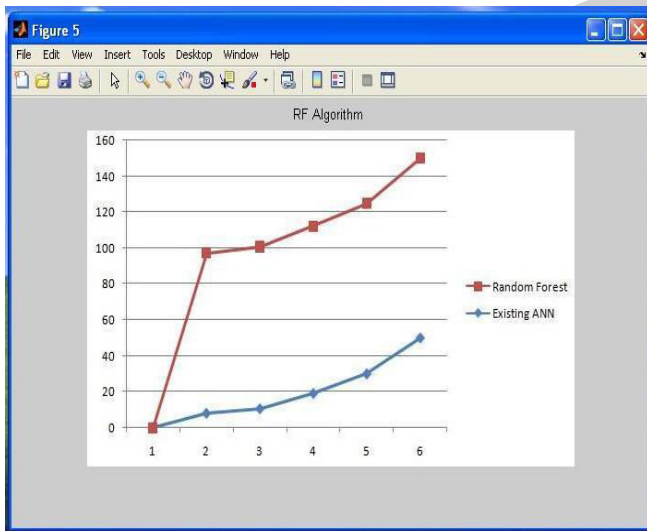 Figure 5
File Edit View Insert Tools Desktop Window Help
RF Algorithm
160
140
120
100
80
60
40
20
0
1 2 3 4 5 6
Random Forest
Existing ANN